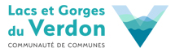 Lacs et Gorges
du Verdon
COMMUNAUTÉ DE COMMUNES